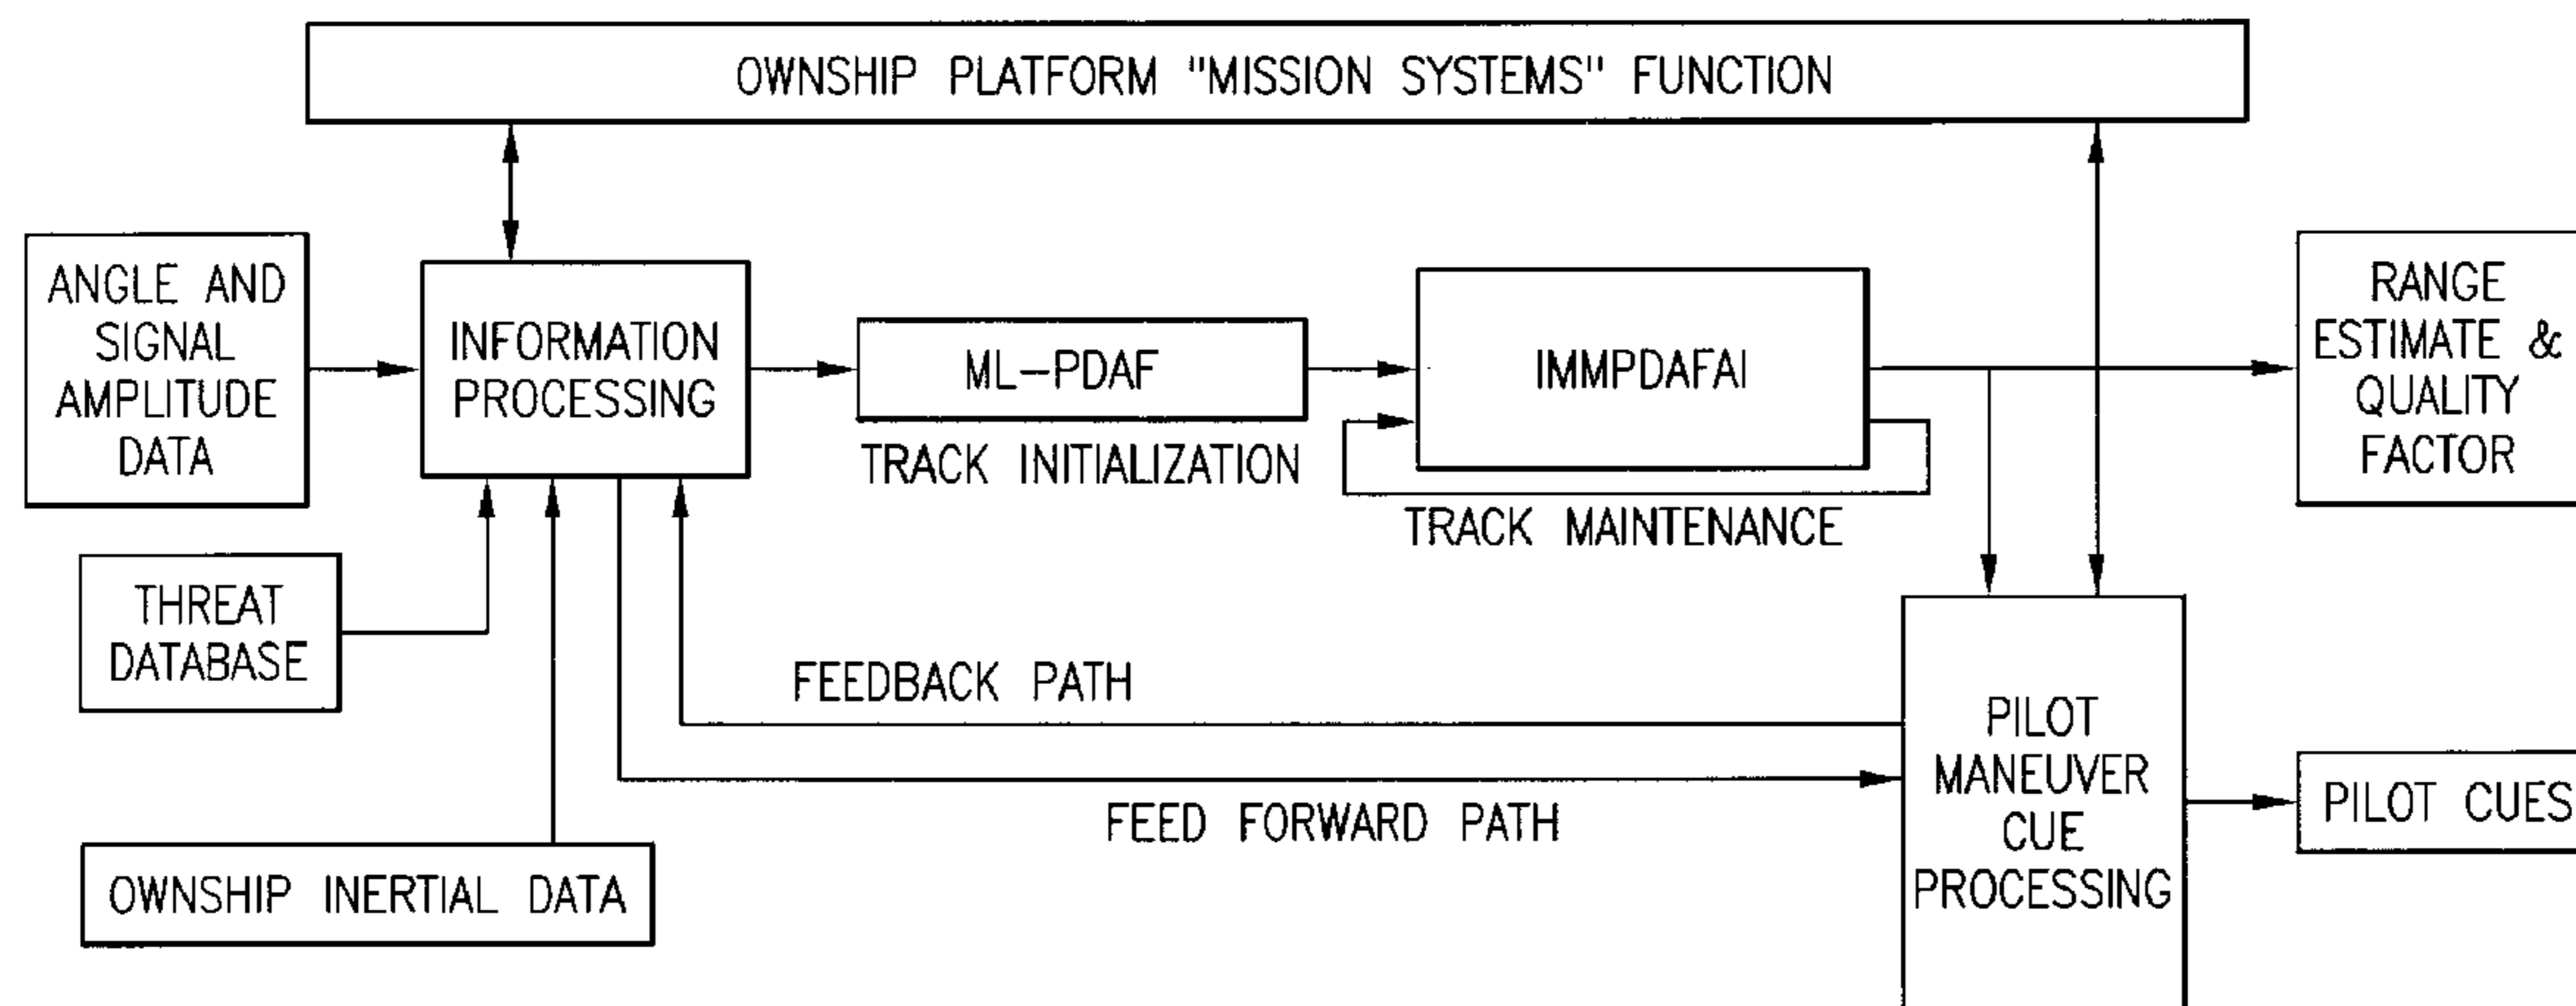 OWNSHIP PLATFORM "MISSION SYSTEMS" FUNCTION
ANGLE AND
SIGNAL
AMPLITUDE
DATA
INFORMATION
PROCESSING
ML-PDAF
TRACK INITIALIZATION
IMMPDAFAI
TRACK MAINTENANCE
RANGE
ESTIMATE &
QUALITY
FACTOR
THREAT
DATABASE
FEEDBACK PATH
FEED FORWARD PATH
PILOT
MANEUVER
CUE
PROCESSING
PILOT CUES
OWNSHIP INERTIAL DATA